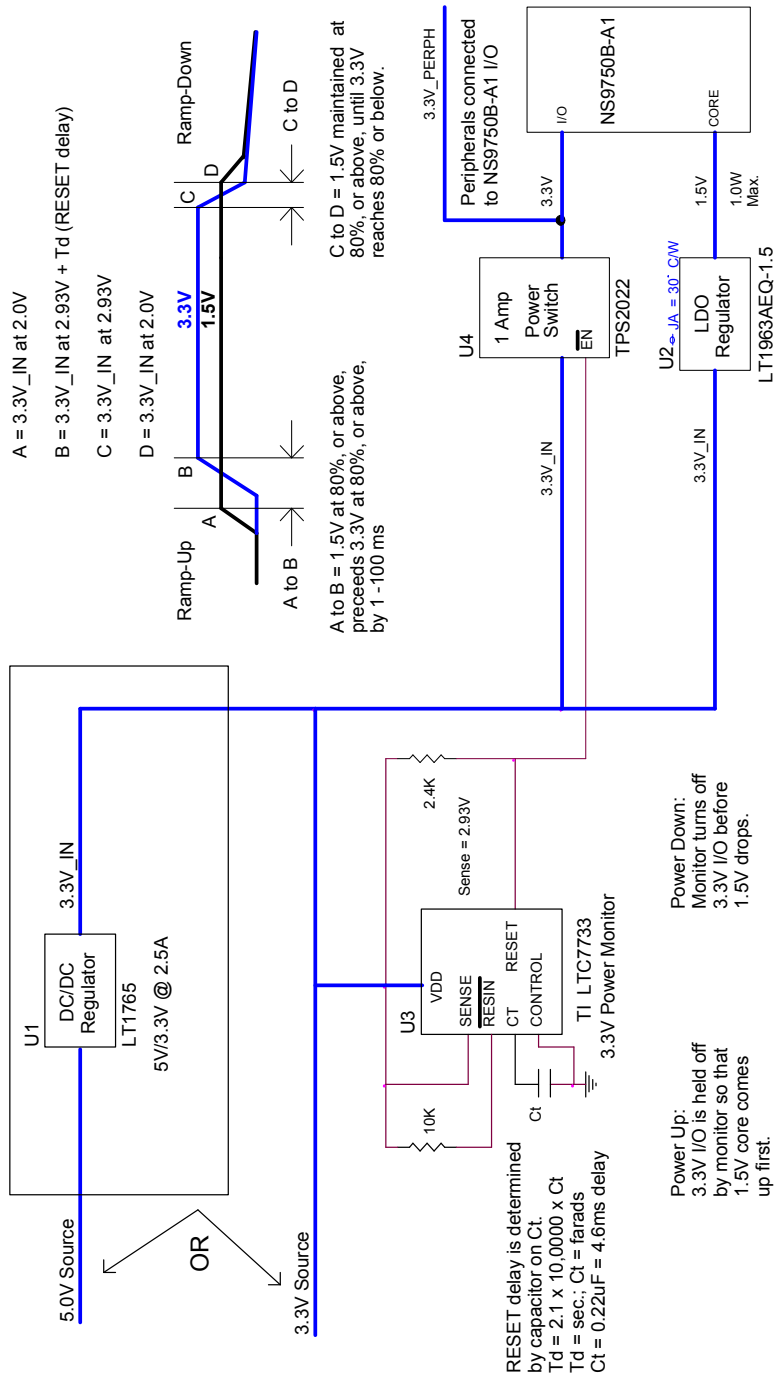 5.0V Source
OR
3.3V Source
U1
DC/DC
Regulator
LT1765
5V/3.3V @ 2.5A
3.3V_IN
A = 3.3V_IN at 2.0V
B = 3.3V_IN at 2.93V + Td (RESET delay)
C = 3.3V_IN at 2.93V
D = 3.3V_IN at 2.0V
Ramp-Up
Ramp-Down
A
B
C
D
3.3V
1.5V
A to B
C to D
A to B = 1.5V at 80%, or above,
preceeds 3.3V at 80%, or above,
by 1 -100 ms
C to D = 1.5V maintained at
80%, or above, until 3.3V
reaches 80% or below.
10K
2.4K
Sense = 2.93V
U3
VDD
SENSE
RESIN
CT
CONTROL
RESET
TI LTC7733
3.3V Power Monitor
Ct
RESET delay is determined
by capacitor on Ct.
Td = 2.1 x 10,0000 x Ct
Td = sec.; Ct = farads
Ct = 0.22uF = 4.6ms delay
Power Up:
3.3V I/O is held off
by monitor so that
1.5V core comes
up first.
Power Down:
Monitor turns off
3.3V I/O before
1.5V drops.
3.3V_IN
U4
1 Amp
Power
Switch
EN
TPS2022
3.3V_PERPH
Peripherals connected
to NS9750B-A1 I/O
3.3V
I/O
NS9750B-A1
CORE
3.3V_IN
U2
JA = 30° C/W
LDO
Regulator
LT1963AEQ-1.5
1.5V
1.0W
Max.